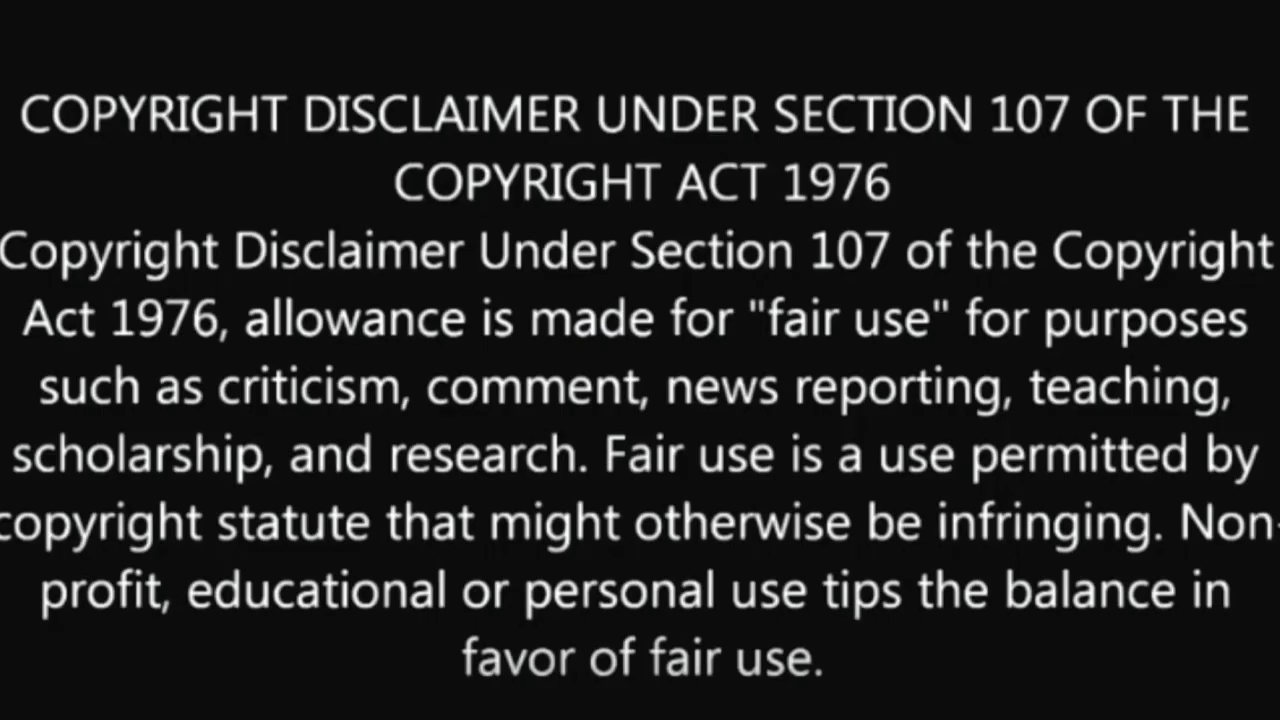 COPYRIGHT DISCLAIMER UNDER SECTION 107 OF THE
COPYRIGHT ACT 1976
Copyright Disclaimer Under Section 107 of the Copyright
Act 1976, allowance is made for "fair use" for purposes
such as criticism, comment, news reporting, teaching,
scholarship, and research. Fair use is a use permitted by
copyright statute that might otherwise be infringing. Non-
profit, educational or personal use tips the balance in
favor of fair use.